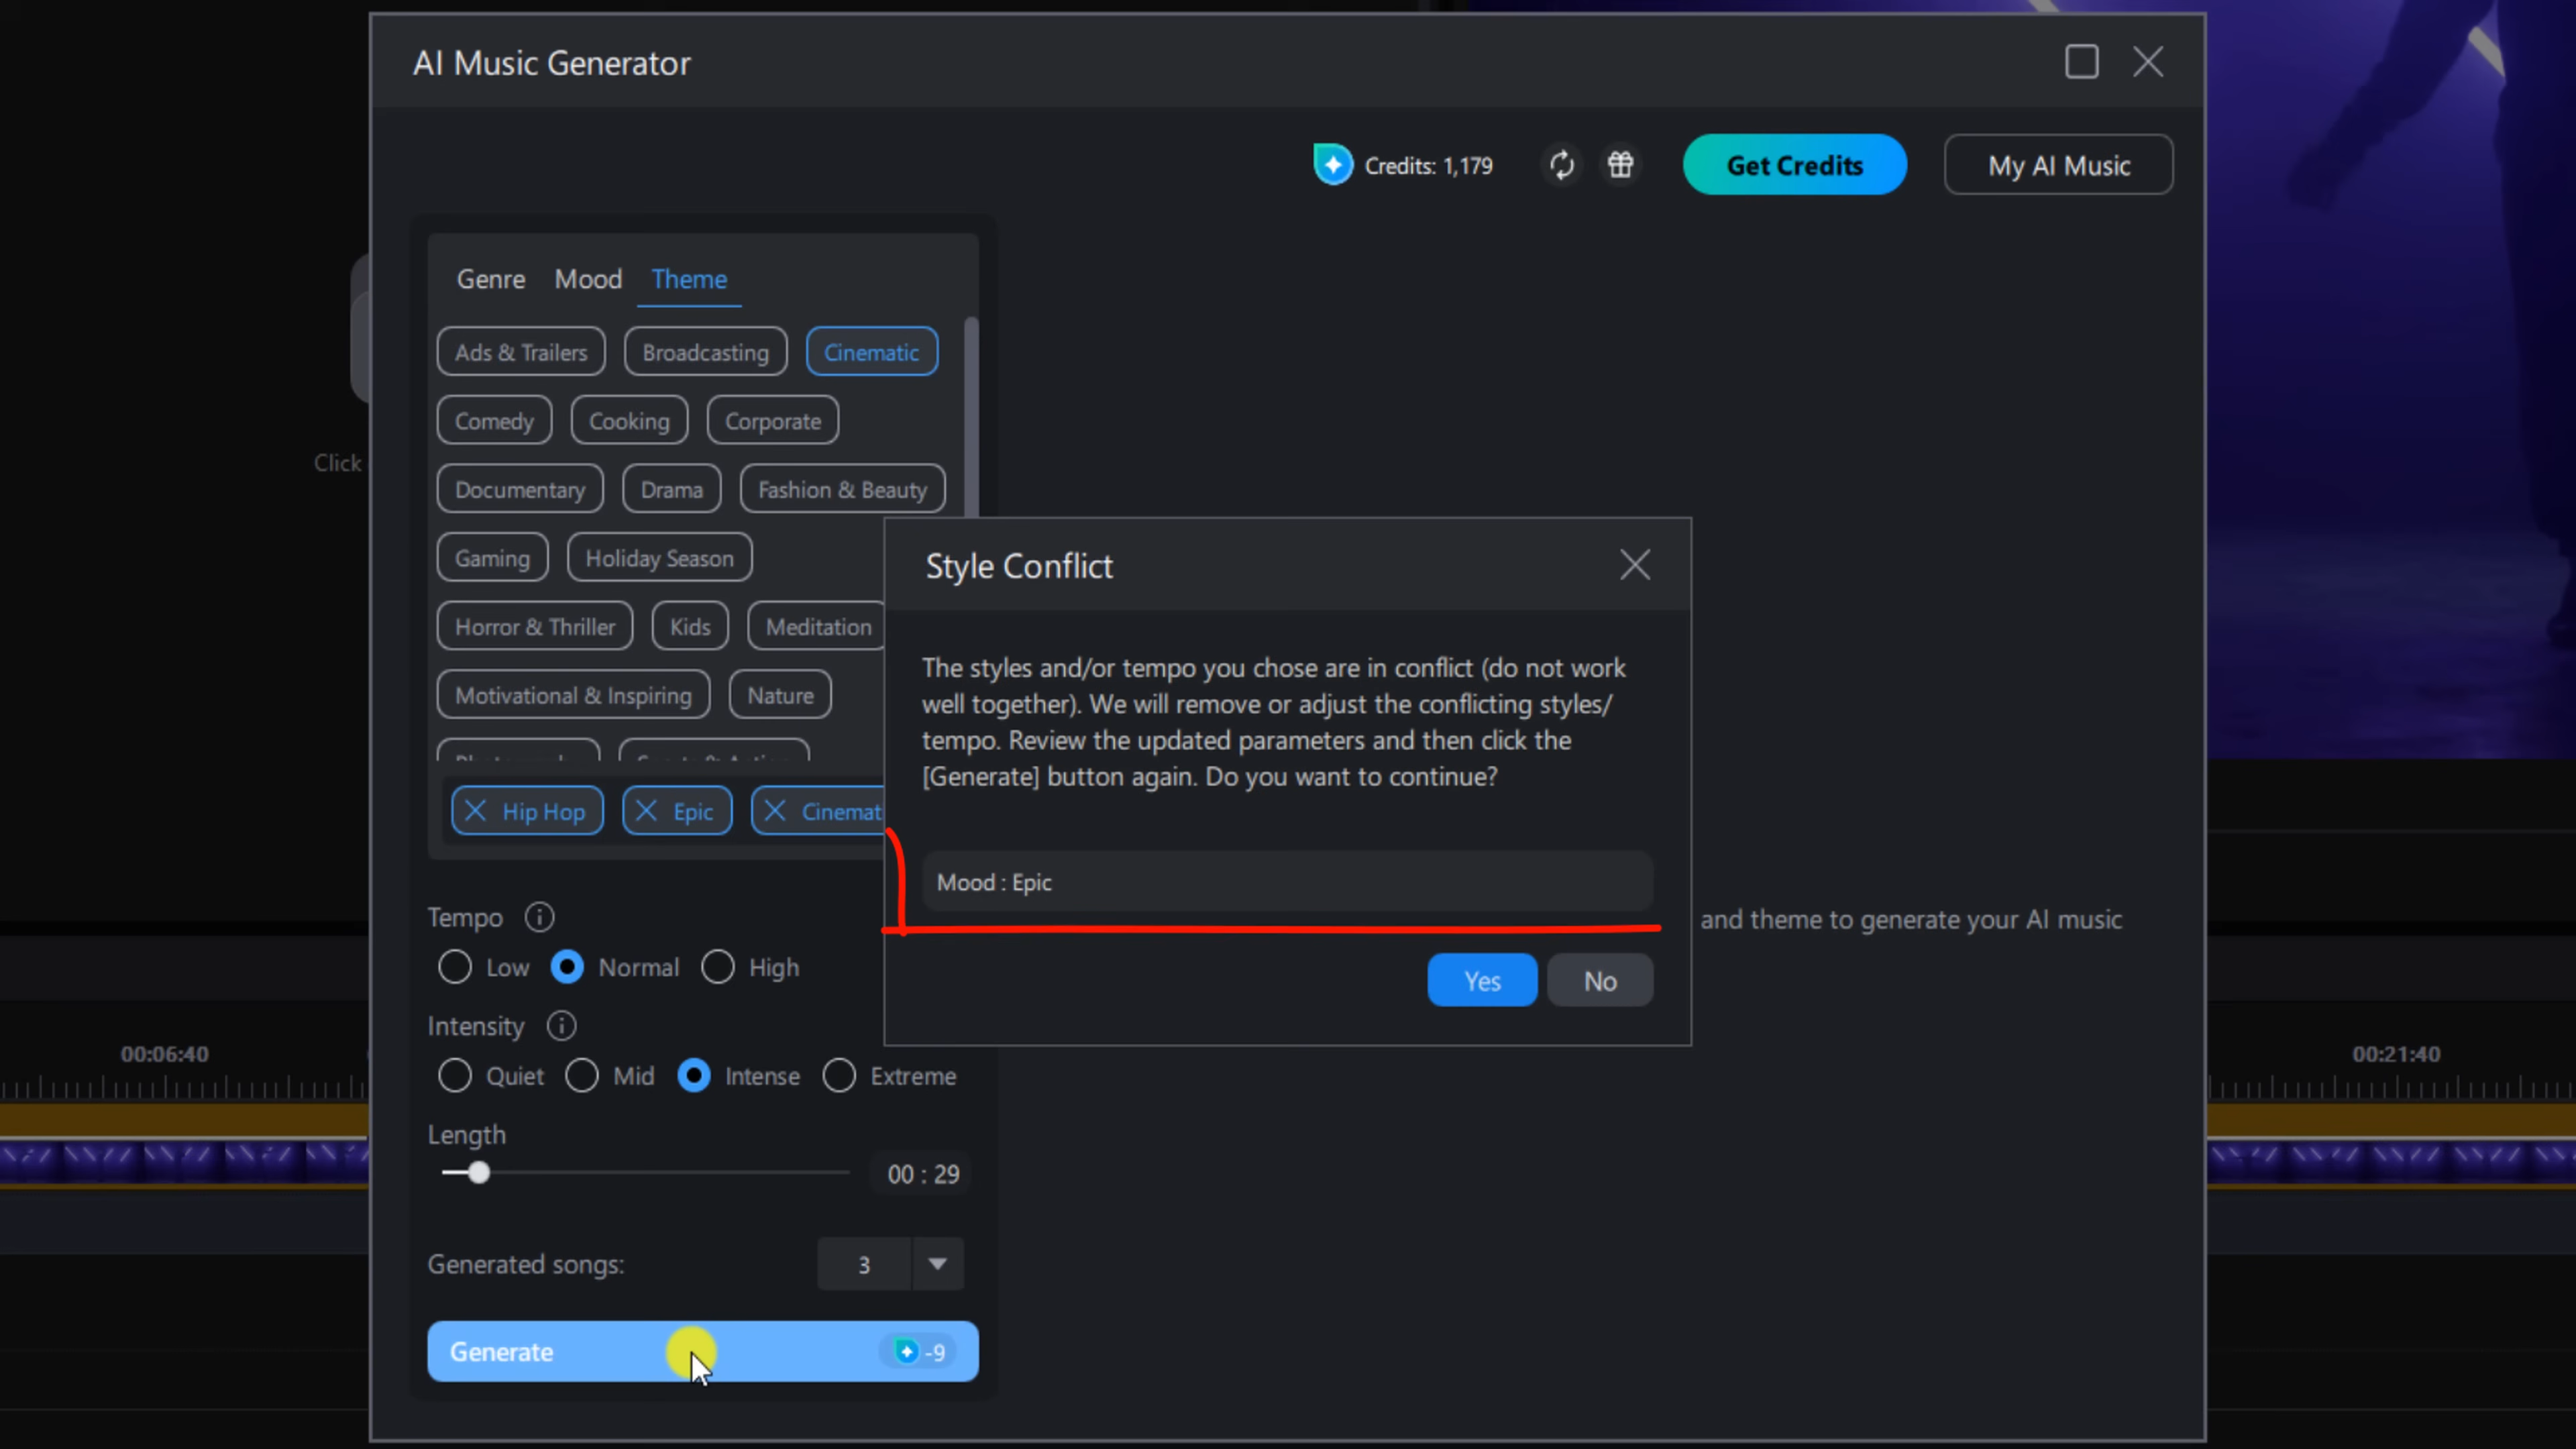 AI Music Generator
Credits: 1,179
Get Credits
My AI Music
Genre Mood Theme
Ads & Trailers Broadcasting Cinematic
Comedy Cooking Corporate
Click
Documentary Drama Fashion & Beauty
Gaming Holiday Season
Style Conflict
Horror & Thriller Kids Meditation
The styles and/or tempo you chose are in conflict (do not work
well together). We will remove or adjust the conflicting styles/
tempo. Review the updated parameters and then click the
[Generate] button again. Do you want to continue?
Motivational & Inspiring Nature
Hip Hop Epic Cinemat
Mood : Epic
and theme to generate your AI music
Yes No
Tempo
Low Normal High
Intensity
Quiet Mid Intense Extreme
00:06:40
00:21:40
Length
00 : 29
Generated songs: 3
Generate -9